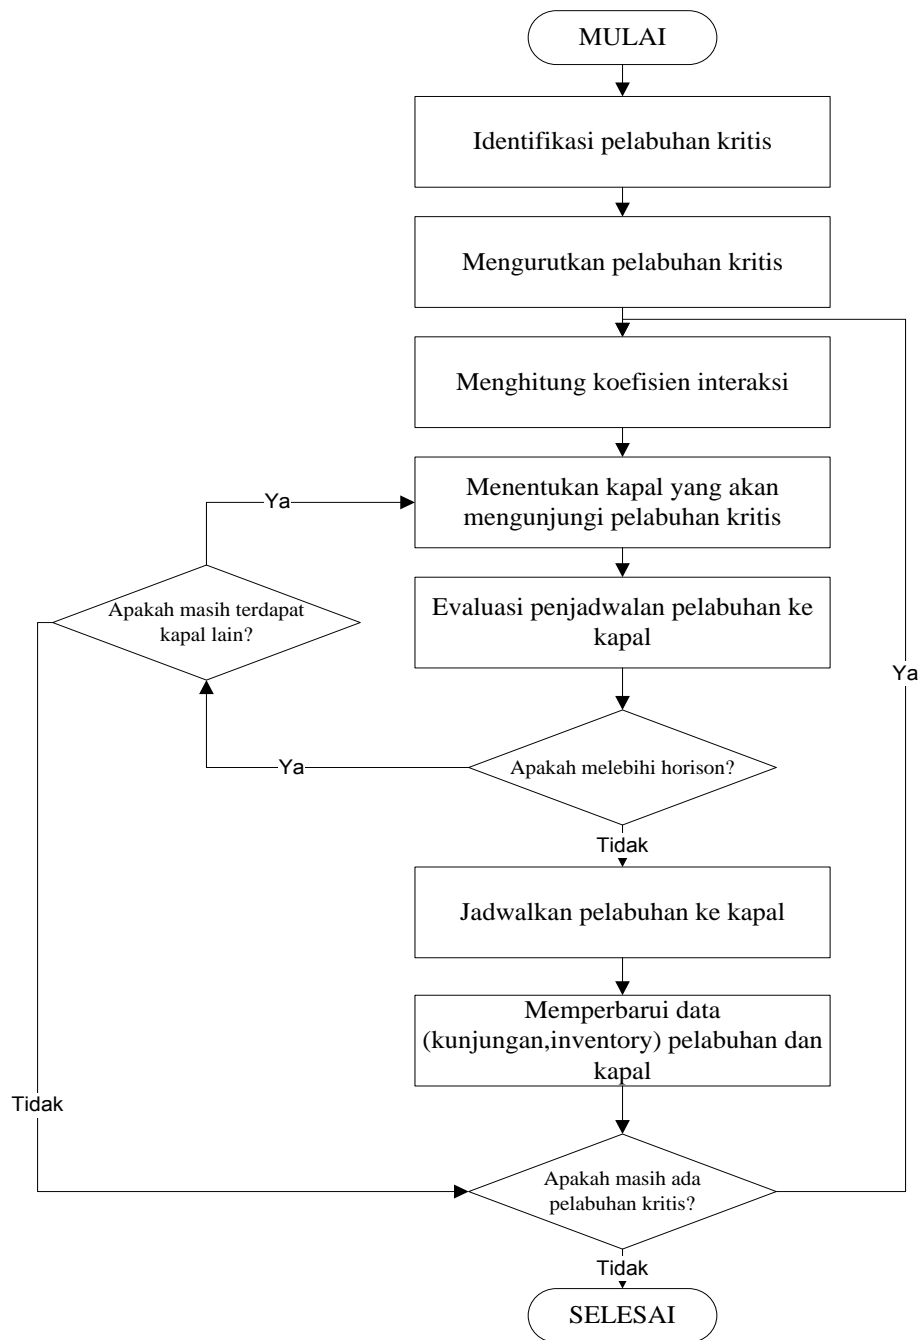 MULAI
Identifikasi pelabuhan kritis
Mengurutkan pelabuhan kritis
Menghitung koefisien interaksi
Menentukan kapal yang akan
mengunjungi pelabuhan kritis
Ya
Evaluasi penjadwalan pelabuhan ke
kapal
Apakah masih terdapat
kapal lain?
Ya
Apakah melebihi horison?
Ya
Tidak
Jadwalkan pelabuhan ke kapal
Memperbarui data
(kunjungan,inventory) pelabuhan dan
kapal
Tidak
Apakah masih ada
pelabuhan kritis?
Tidak
SELESAI